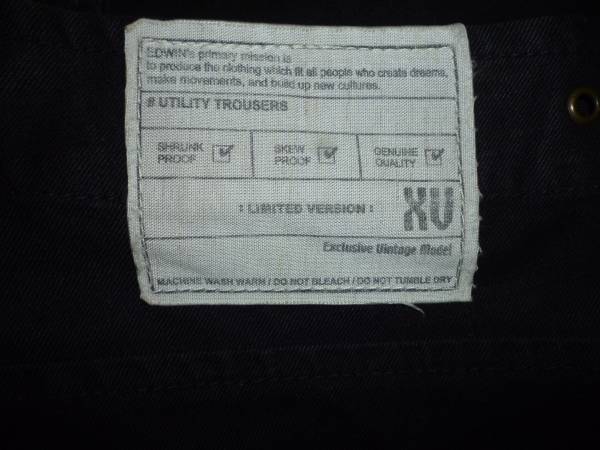 EDWIN's primary mission is
to produce the clothing which fit all people who create dreams,
make movements, and build up new cultures.
# UTILITY TROUSERS
SHRUNK PROOF
SKEW PROOF
GENUINE QUALITY
: LIMITED VERSION :
XV
Exclusive Vintage Model
MACHINE WASH WARM / DO NOT BLEACH / DO NOT TUMBLE DRY